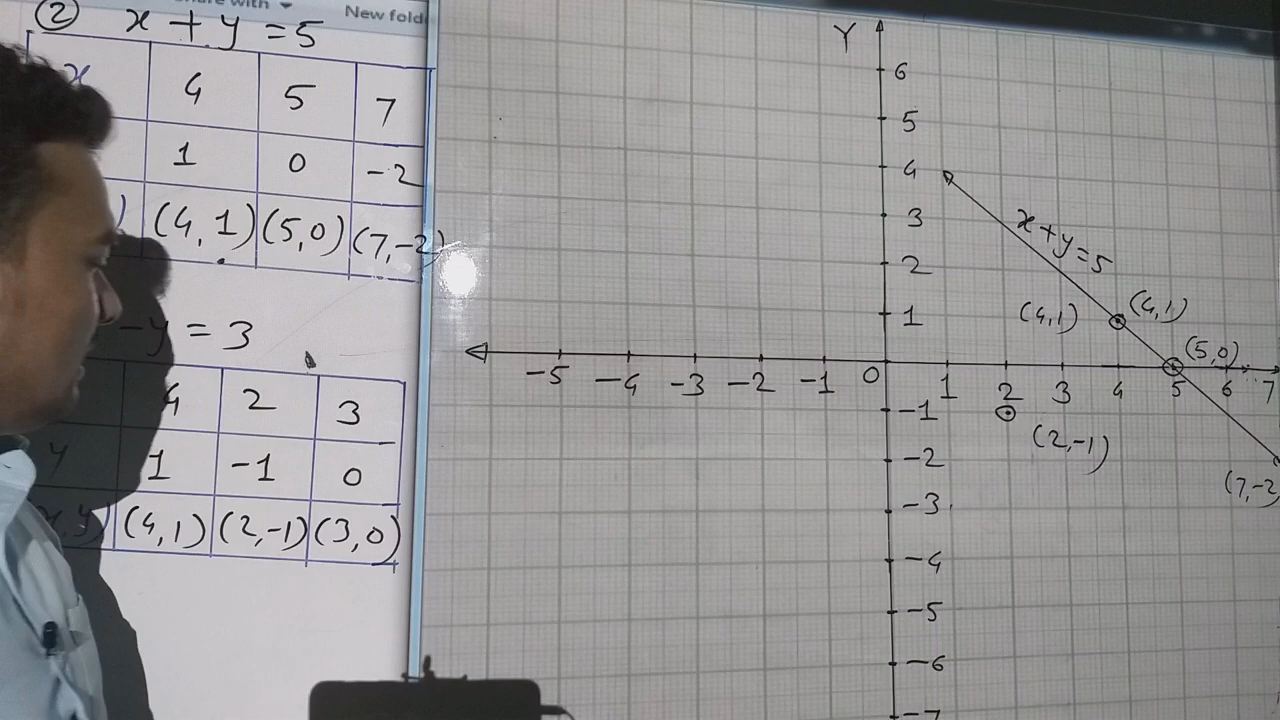 ② x + y = 5
New fold
x 4 5 7
1 0 -2
) (4,1) (5,0) (7,-2)
-y = 3
4 2 3
y 1 -1 0
(x,y) (4,1) (2,-1) (3,0)
Y
6
5
4
3
2
1
x+y=5
(4,1) (4,1)
(5,0)
-5 -4 -3 -2 -1 0 1 2 3 4 5 6 7
-1
(2,-1)
-2
(7,-2
-3
-4
-5
-6
-7